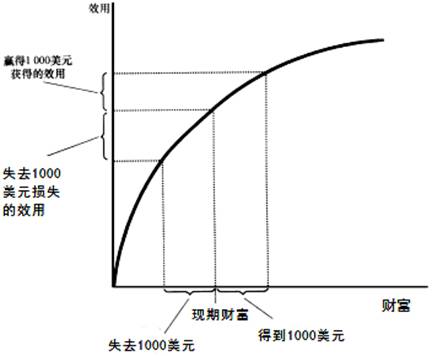 效用
赢得1 000美元
获得的效用
失去1000
美元损失
的效用
现期财富
财富
失去1000美元
得到1000美元